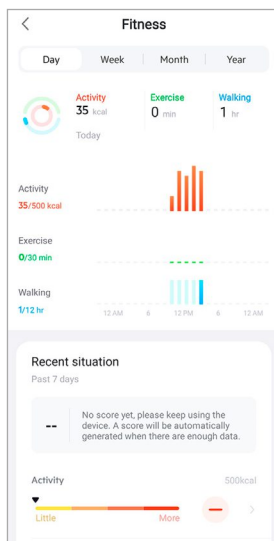 Fitness
Day Week Month Year
Activity Exercise Walking
35 kcal 0 min 1 hr
Today
Activity
35/500 kcal
Exercise
0/30 min
Walking
1/12 hr 12 AM 6 12 PM 6 12 AM
Recent situation
Past 7 days
-- No score yet, please keep using the
device. A score will be automatically
generated when there are enough data.
Activity 500kcal
Little More